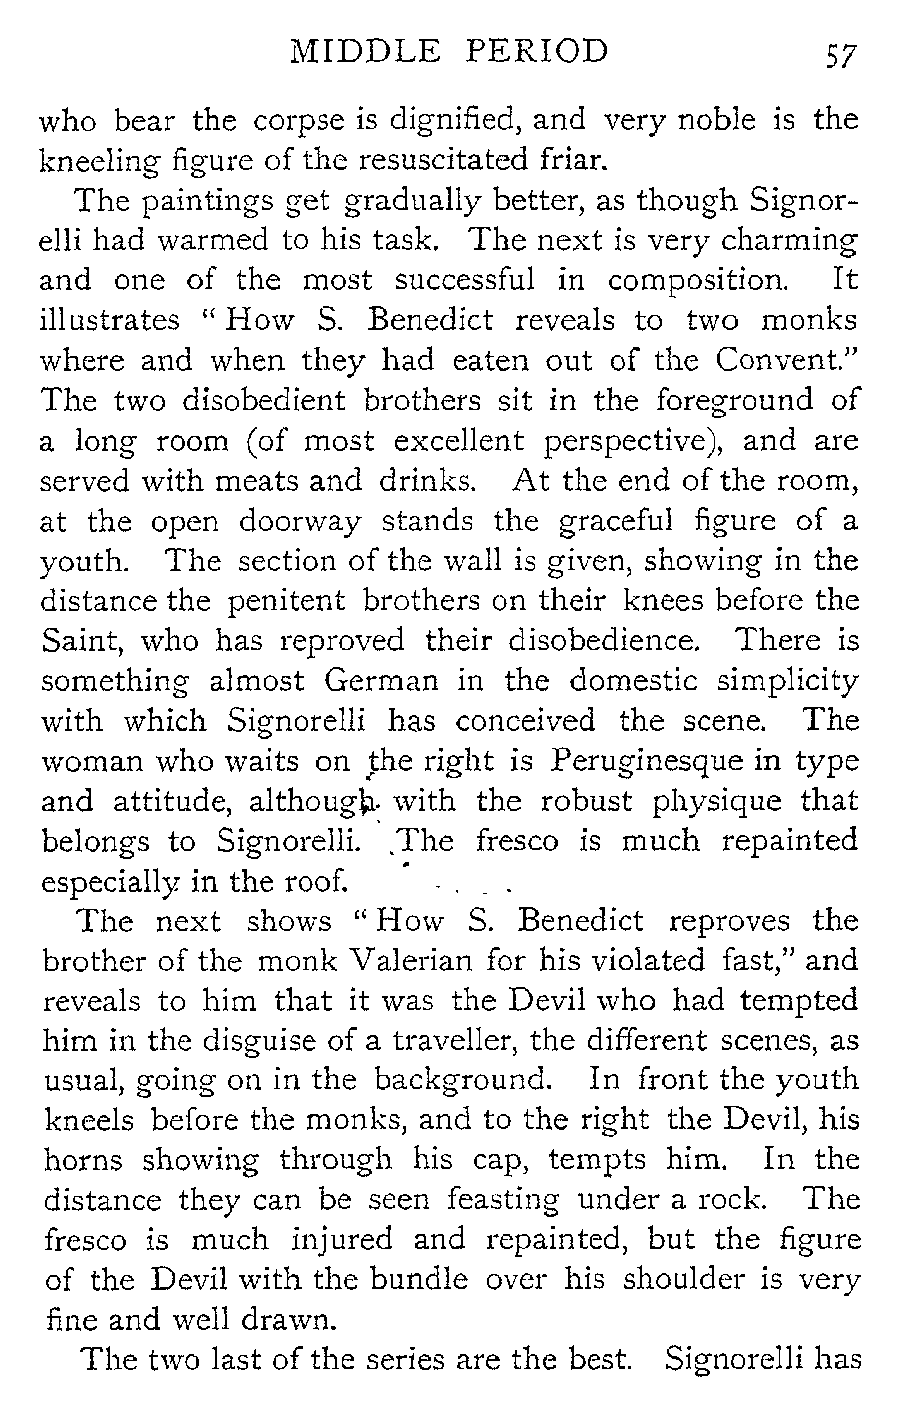 MIDDLE PERIOD 57
who bear the corpse is dignified, and very noble is the
kneeling figure of the resuscitated friar.
The paintings get gradually better, as though Signor-
elli had warmed to his task. The next is very charming
and one of the most successful in composition. It
illustrates “ How S. Benedict reveals to two monks
where and when they had eaten out of the Convent.”
The two disobedient brothers sit in the foreground of
a long room (of most excellent perspective), and are
served with meats and drinks. At the end of the room,
at the open doorway stands the graceful figure of a
youth. The section of the wall is given, showing in the
distance the penitent brothers on their knees before the
Saint, who has reproved their disobedience. There is
something almost German in the domestic simplicity
with which Signorelli has conceived the scene. The
woman who waits on the right is Peruginesque in type
and attitude, although with the robust physique that
belongs to Signorelli. The fresco is much repainted
especially in the roof.
The next shows “ How S. Benedict reproves the
brother of the monk Valerian for his violated fast,” and
reveals to him that it was the Devil who had tempted
him in the disguise of a traveller, the different scenes, as
usual, going on in the background. In front the youth
kneels before the monks, and to the right the Devil, his
horns showing through his cap, tempts him. In the
distance they can be seen feasting under a rock. The
fresco is much injured and repainted, but the figure
of the Devil with the bundle over his shoulder is very
fine and well drawn.
The two last of the series are the best. Signorelli has